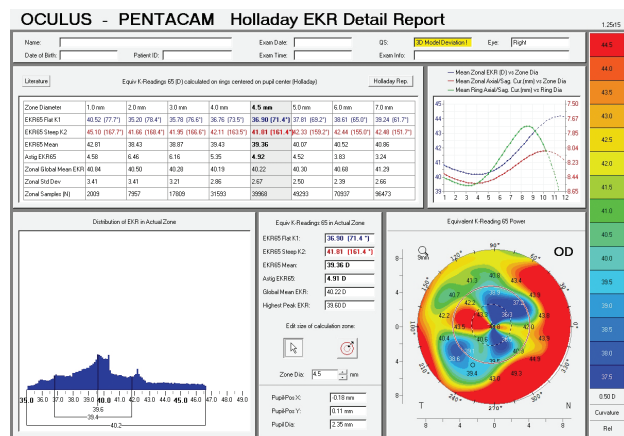 OCULUS - PENTACAM Holladay EKR Detail Report
1.25x15
Name: Exam Date: QS: 3D Model Deviation ! Eye: Right
Date of Birth: Patient ID: Exam Time: Exam Info:
Literature Equiv K-Readings 65 (D) calculated on rings centered on pupil center (Holladay) Holladay Rep.
Zone Diameter 1.0 mm 2.0 mm 3.0 mm 4.0 mm 4.5 mm 5.0 mm 6.0 mm 7.0 mm
EKR65 Flat K1 40.52 (77.7°) 35.20 (78.4°) 35.78 (76.6°) 36.76 (73.5°) 36.90 (71.4°) 37.81 (69.2°) 38.61 (65.0°) 39.24 (61.7°)
EKR65 Steep K2 45.10 (167.7°) 41.66 (168.4°) 41.95 (166.6°) 42.11 (163.5°) 41.81 (161.4°) 42.33 (159.2°) 42.44 (155.0°) 42.48 (151.7°)
EKR65 Mean 42.81 38.43 38.87 39.43 39.36 40.07 40.52 40.86
Astig EKR65 4.58 6.46 6.16 5.35 4.92 4.52 3.83 3.24
Zonal Global Mean EKR 40.84 40.50 40.28 40.19 40.22 40.30 40.68 41.29
Zonal Std Dev 3.41 3.41 3.21 2.86 2.67 2.50 2.39 2.66
Zonal Samples (N) 2009 7957 17809 31593 39968 49293 70937 96473
Mean Zonal EKR (D) vs Zone Dia
Mean Axial/Sag. Cur.(mm) vs Zone Dia
Mean Ring Axial/Sag. Cur.(mm) vs Ring Dia
45 7.50
44 7.67
43 7.85
42 8.04
41 8.23
40 8.44
39 8.65
1 2 3 4 5 6 7 8 9 10 11 12
Distribution of EKR in Actual Zone
35.0 36.0 37.0 38.0 39.0 40.0 41.0 42.0 43.0 44.0 45.0 46.0 47.0 48.0 49.0
39.6
39.4
40.2
Equiv K-Readings 65 in Actual Zone
EKR65 Flat K1: 36.90 (71.4 °)
EKR65 Steep K2: 41.81 (161.4 °)
EKR65 Mean: 39.36 D
Astig EKR65: 4.91 D
Global Mean EKR: 40.22 D
Highest Peak EKR: 39.60 D
Edit size of calculation zone:
Zone Dia: 4.5 mm
Pupil Pos X: -0.18 mm
Pupil Pos Y: 0.11 mm
Pupil Dia: 2.35 mm
Equivalent K-Reading 65 Power
9mm OD
8 4 0 4 8
T N
8 4 0 4 8
44.5
44.0
43.5
43.0
42.5
42.0
41.5
41.0
40.5
40.0
39.5
39.0
38.5
38.0
37.5
0.50 D
Curvature
Rel